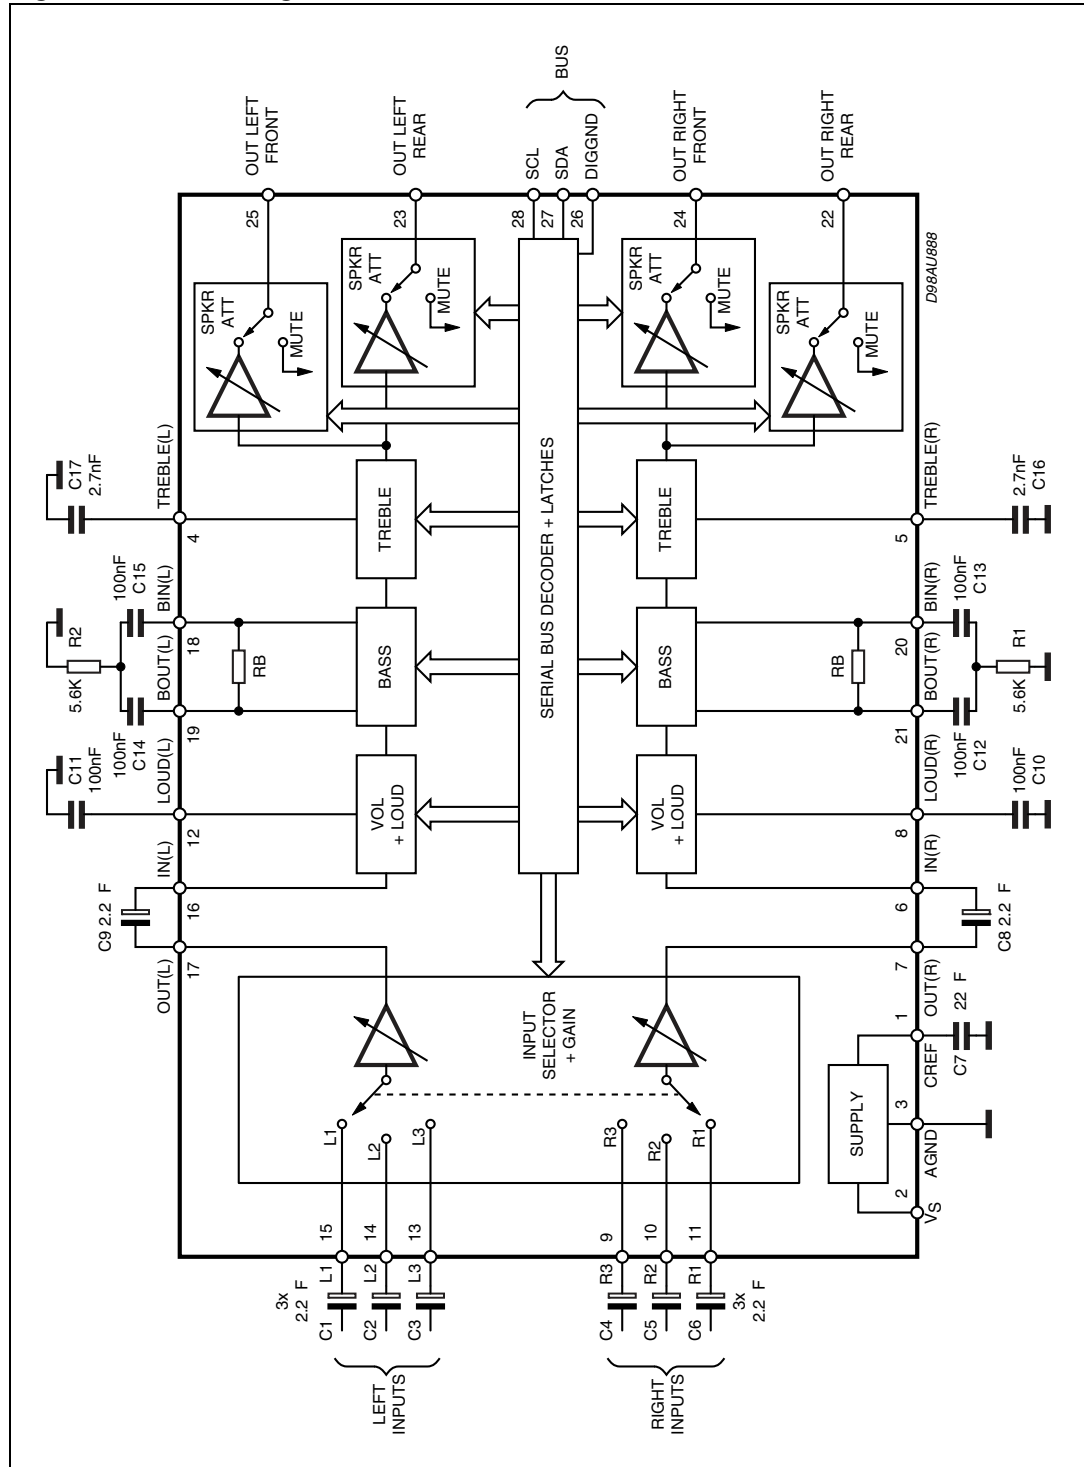 BUS
OUT LEFT
FRONT
OUT LEFT
REAR
SCL
SDA
DIGGND
OUT RIGHT
FRONT
OUT RIGHT
REAR
25
23
28
27
26
24
22
D98AU888
SPKR
ATT
MUTE
SPKR
ATT
MUTE
SPKR
ATT
MUTE
SPKR
ATT
MUTE
TREBLE(L)
C17
2.7nF
4
TREBLE
TREBLE
5
TREBLE(R)
2.7nF
C16
SERIAL BUS DECODER + LATCHES
BIN(L)
100nF
C15
18
R2
5.6K
BOUT(L)
19
100nF
C14
RB
BASS
BASS
RB
BIN(R)
20
100nF
C13
BOUT(R)
21
100nF
C12
R1
5.6K
LOUD(L)
C11
100nF
12
VOL
+ LOUD
VOL
+ LOUD
8
LOUD(R)
100nF
C10
IN(L)
16
C9 2.2 F
OUT(L)
17
6
IN(R)
C8 2.2 F
7
OUT(R)
INPUT
SELECTOR
+ GAIN
L1
L2
L3
R3
R2
R1
SUPPLY
1
CREF
22 F
C7
3
AGND
2
VS
15
14
13
9
10
11
L1
L2
L3
R3
R2
R1
3x
2.2 F
C1
C2
C3
C4
C5
C6
3x
2.2 F
LEFT
INPUTS
RIGHT
INPUTS